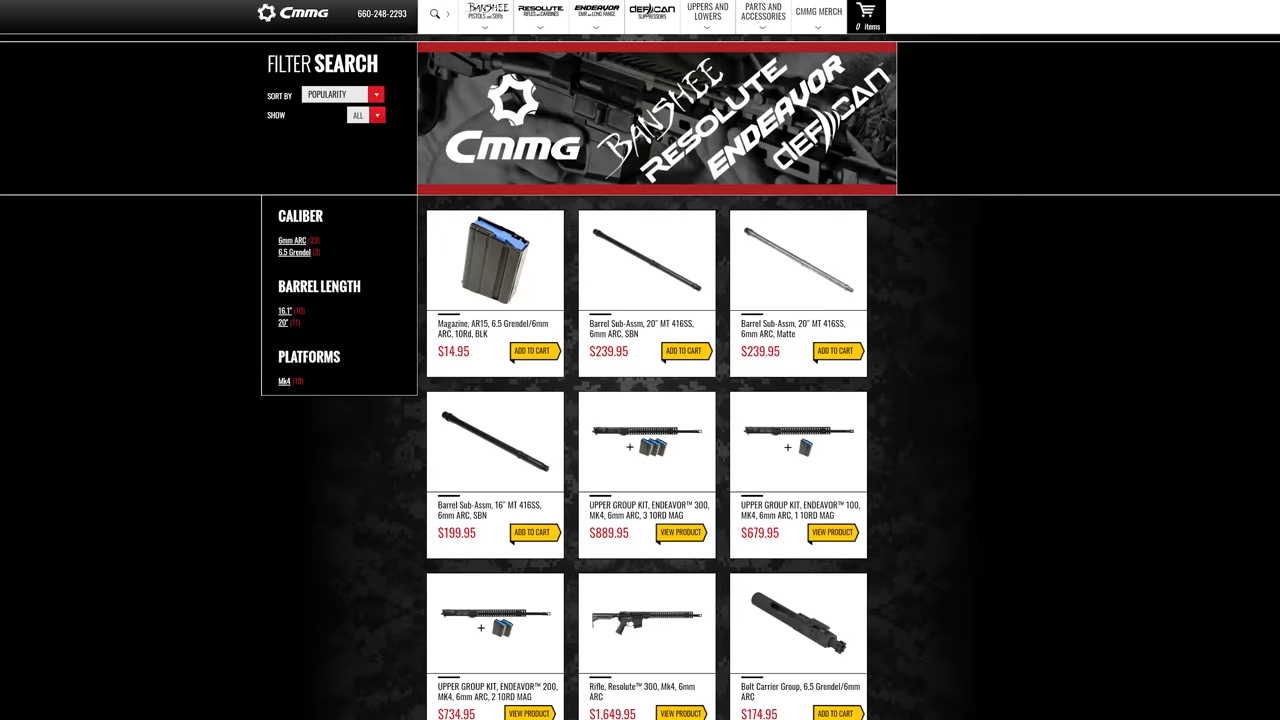 CMMG
660-248-2293
BANSHEE
PISTOLS and SBRs
RESOLUTE
RIFLES and CARBINES
ENDEAVOR
DMR and LONG RANGE
DEFCAN
SUPPRESSORS
UPPERS AND
LOWERS
PARTS AND
ACCESSORIES
CMMG MERCH
0 items
FILTER SEARCH
SORT BY POPULARITY
SHOW ALL
CMMG
BANSHEE
RESOLUTE
ENDEAVOR
DEFCAN™
CALIBER
6mm ARC (23)
6.5 Grendel (2)
BARREL LENGTH
16.1" (10)
20" (11)
PLATFORMS
Mk4 (19)
Magazine, AR15, 6.5 Grendel/6mm
ARC, 10Rd, BLK
$14.95 ADD TO CART
Barrel Sub-Assm, 20" MT 416SS,
6mm ARC, SBN
$239.95 ADD TO CART
Barrel Sub-Assm, 20" MT 416SS,
6mm ARC, Matte
$239.95 ADD TO CART
Barrel Sub-Assm, 16" MT 416SS,
6mm ARC, SBN
$199.95 ADD TO CART
+
UPPER GROUP KIT, ENDEAVOR™ 300,
MK4, 6mm ARC, 3 10RD MAG
$889.95 VIEW PRODUCT
+
UPPER GROUP KIT, ENDEAVOR™ 100,
MK4, 6mm ARC, 1 10RD MAG
$679.95 VIEW PRODUCT
+
UPPER GROUP KIT, ENDEAVOR™ 200,
MK4, 6mm ARC, 2 10RD MAG
$734.95 VIEW PRODUCT
Rifle, Resolute™ 300, Mk4, 6mm
ARC
$1,649.95 VIEW PRODUCT
Bolt Carrier Group, 6.5 Grendel/6mm
ARC
$174.95 ADD TO CART